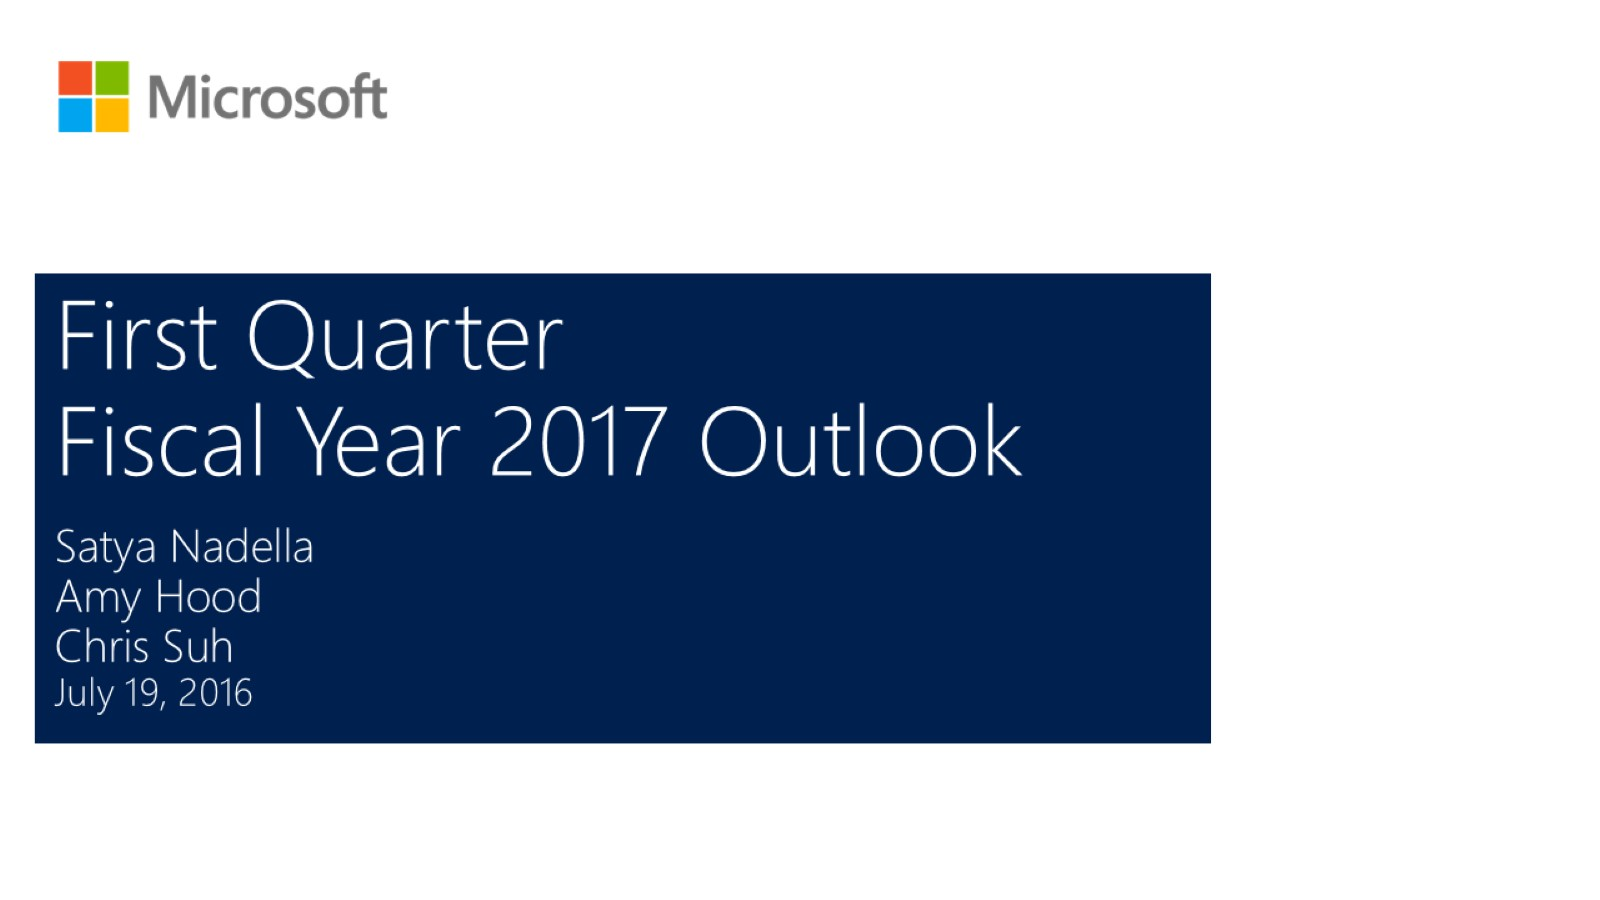 Microsoft
First Quarter
Fiscal Year 2017 Outlook
Satya Nadella
Amy Hood
Chris Suh
July 19, 2016